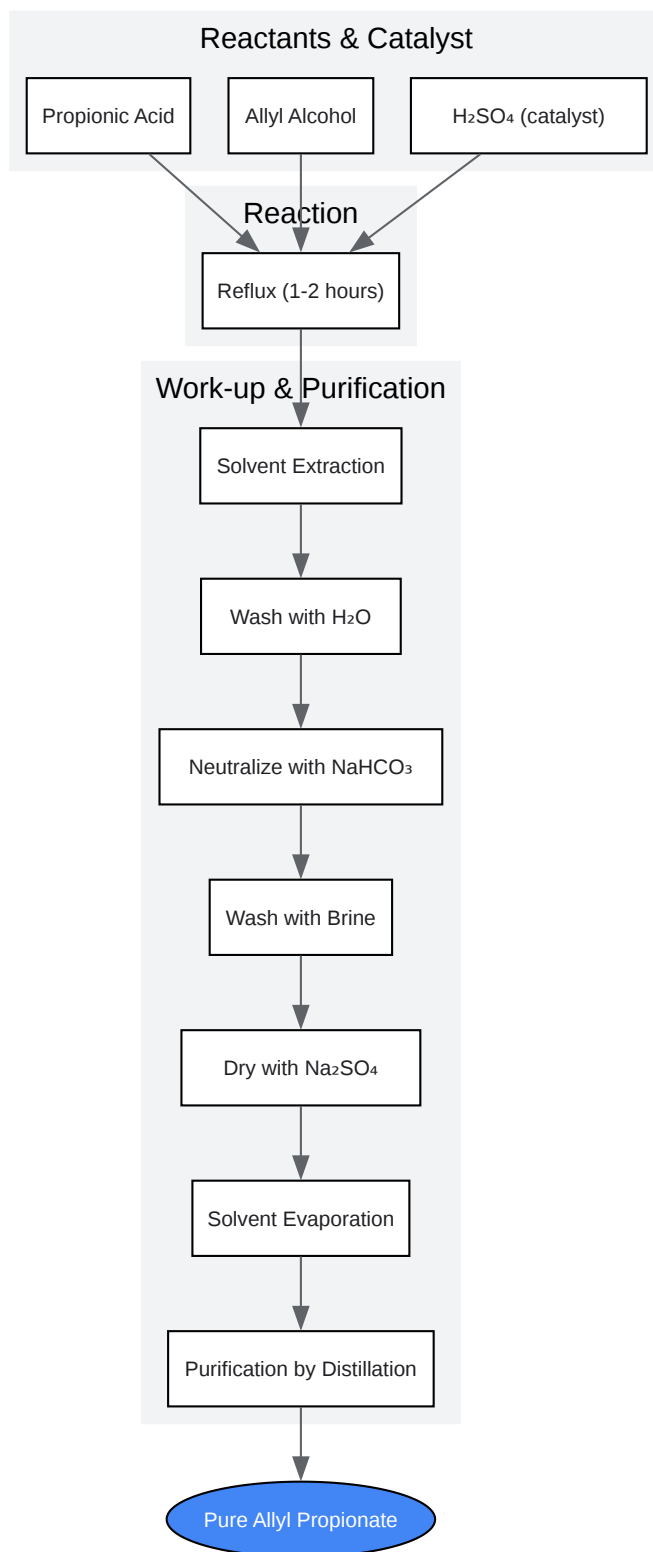 Reactants & Catalyst
Propionic Acid
Allyl Alcohol
H₂SO₄ (catalyst)
Reaction
Reflux (1-2 hours)
Work-up & Purification
Solvent Extraction
Wash with H₂O
Neutralize with NaHCO₃
Wash with Brine
Dry with Na₂SO₄
Solvent Evaporation
Purification by Distillation
Pure Allyl Propionate